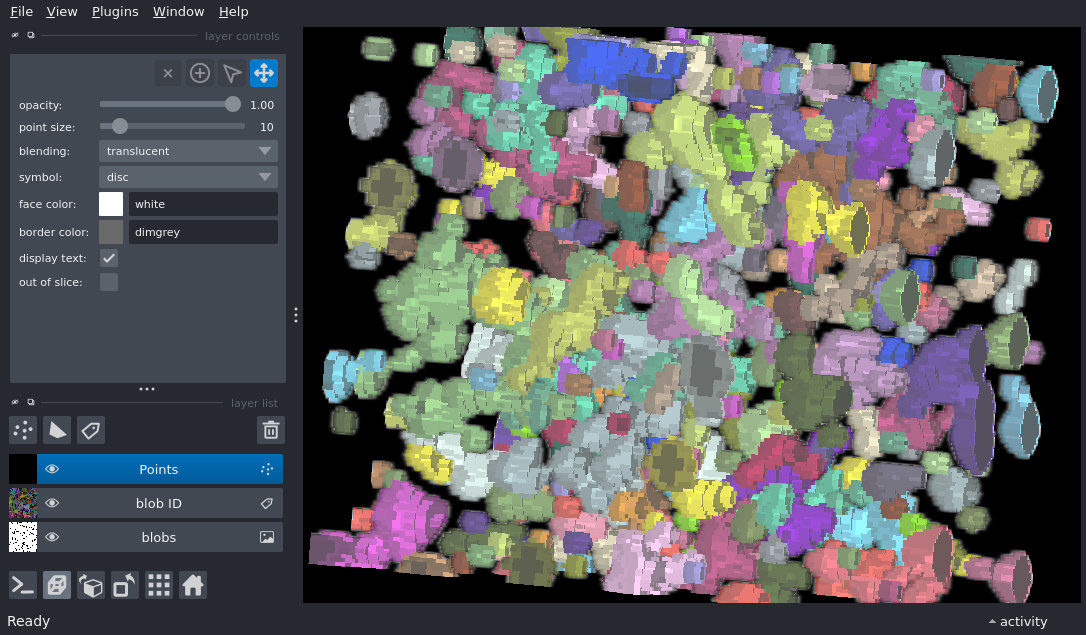 File View Plugins Window Help
layer controls
opacity: 1.00
point size: 10
blending: translucent
symbol: disc
face color: white
border color: dimgrey
display text:
out of slice:
layer list
Points
blob ID
blobs
Ready activity